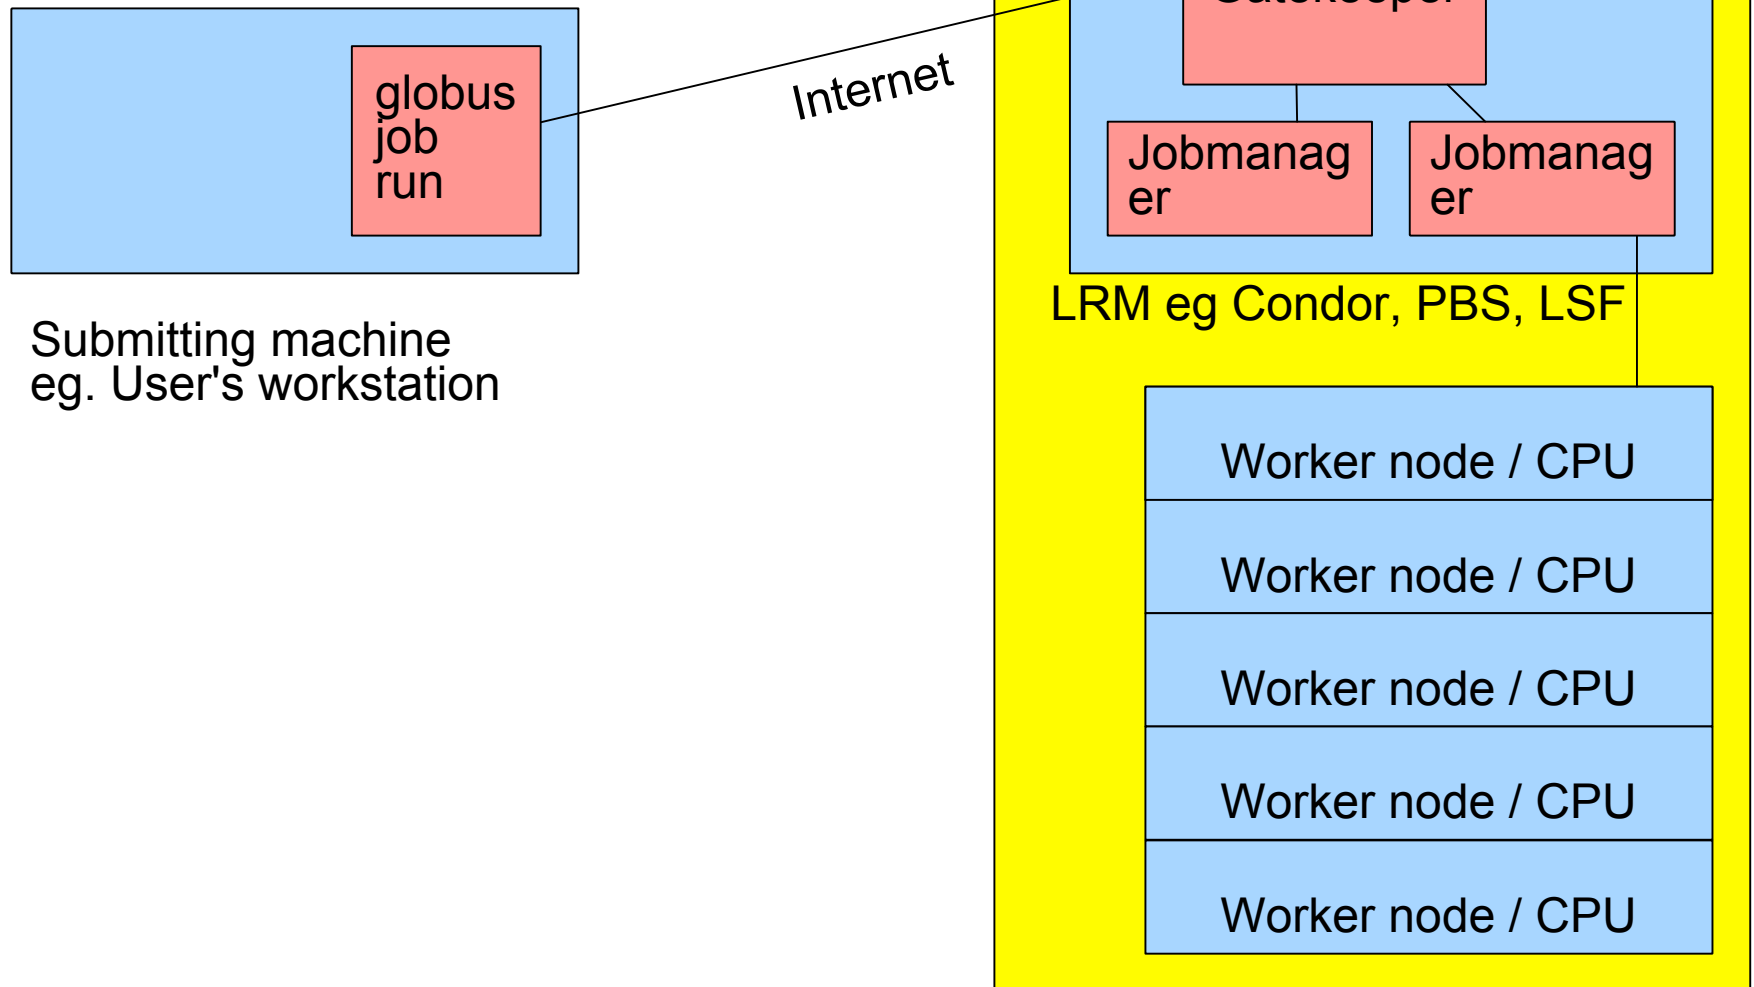 globus
job
run
Internet
Gatekeeper
Jobmanag
er
Jobmanag
er
LRM eg Condor, PBS, LSF
Submitting machine
eg. User's workstation
Worker node / CPU
Worker node / CPU
Worker node / CPU
Worker node / CPU
Worker node / CPU